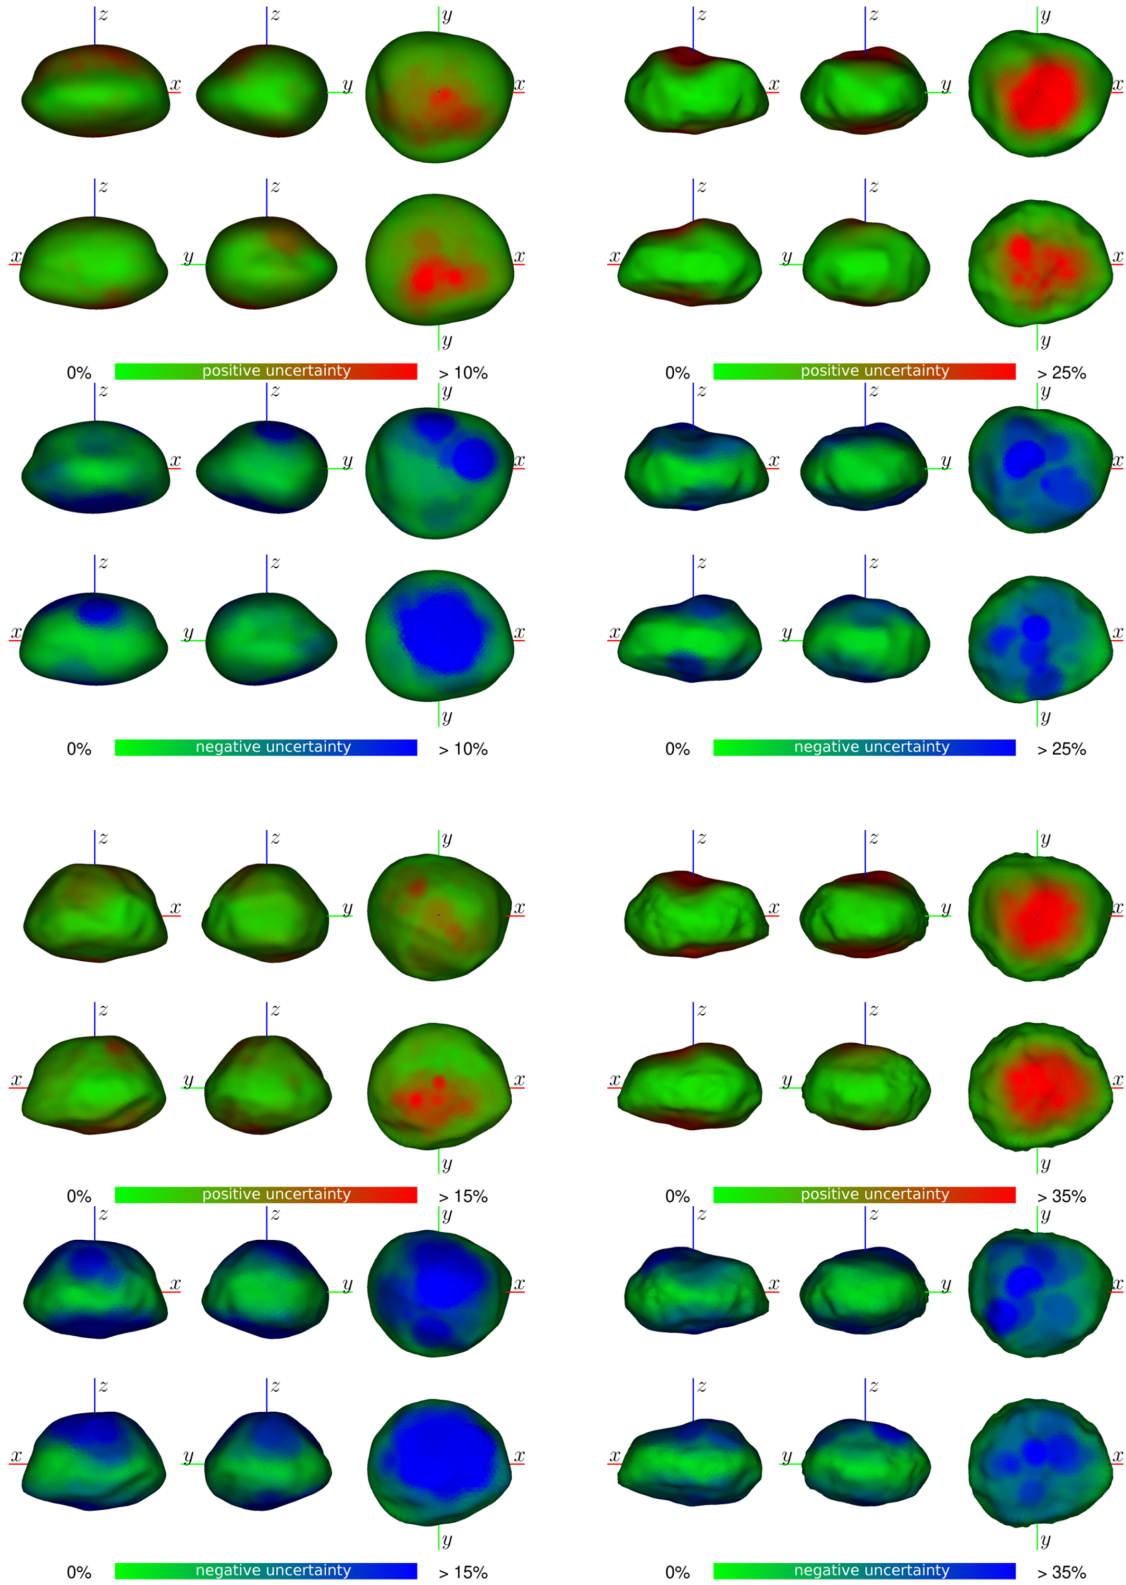 z z y z z y
x y x x y x
z z z z
x y x x y x
y y
0% positive uncertainty > 10% 0% positive uncertainty > 25%
z z y z z y
x y x x y x
z z z z
x y x x y x
y y
0% negative uncertainty > 10% 0% negative uncertainty > 25%
z z y z z y
x y x x y x
z z z z
x y x x y x
y y
0% positive uncertainty > 15% 0% positive uncertainty > 35%
z z y z z y
x y x x y x
z z z z
x y x x y x
y y
0% negative uncertainty > 15% 0% negative uncertainty > 35%